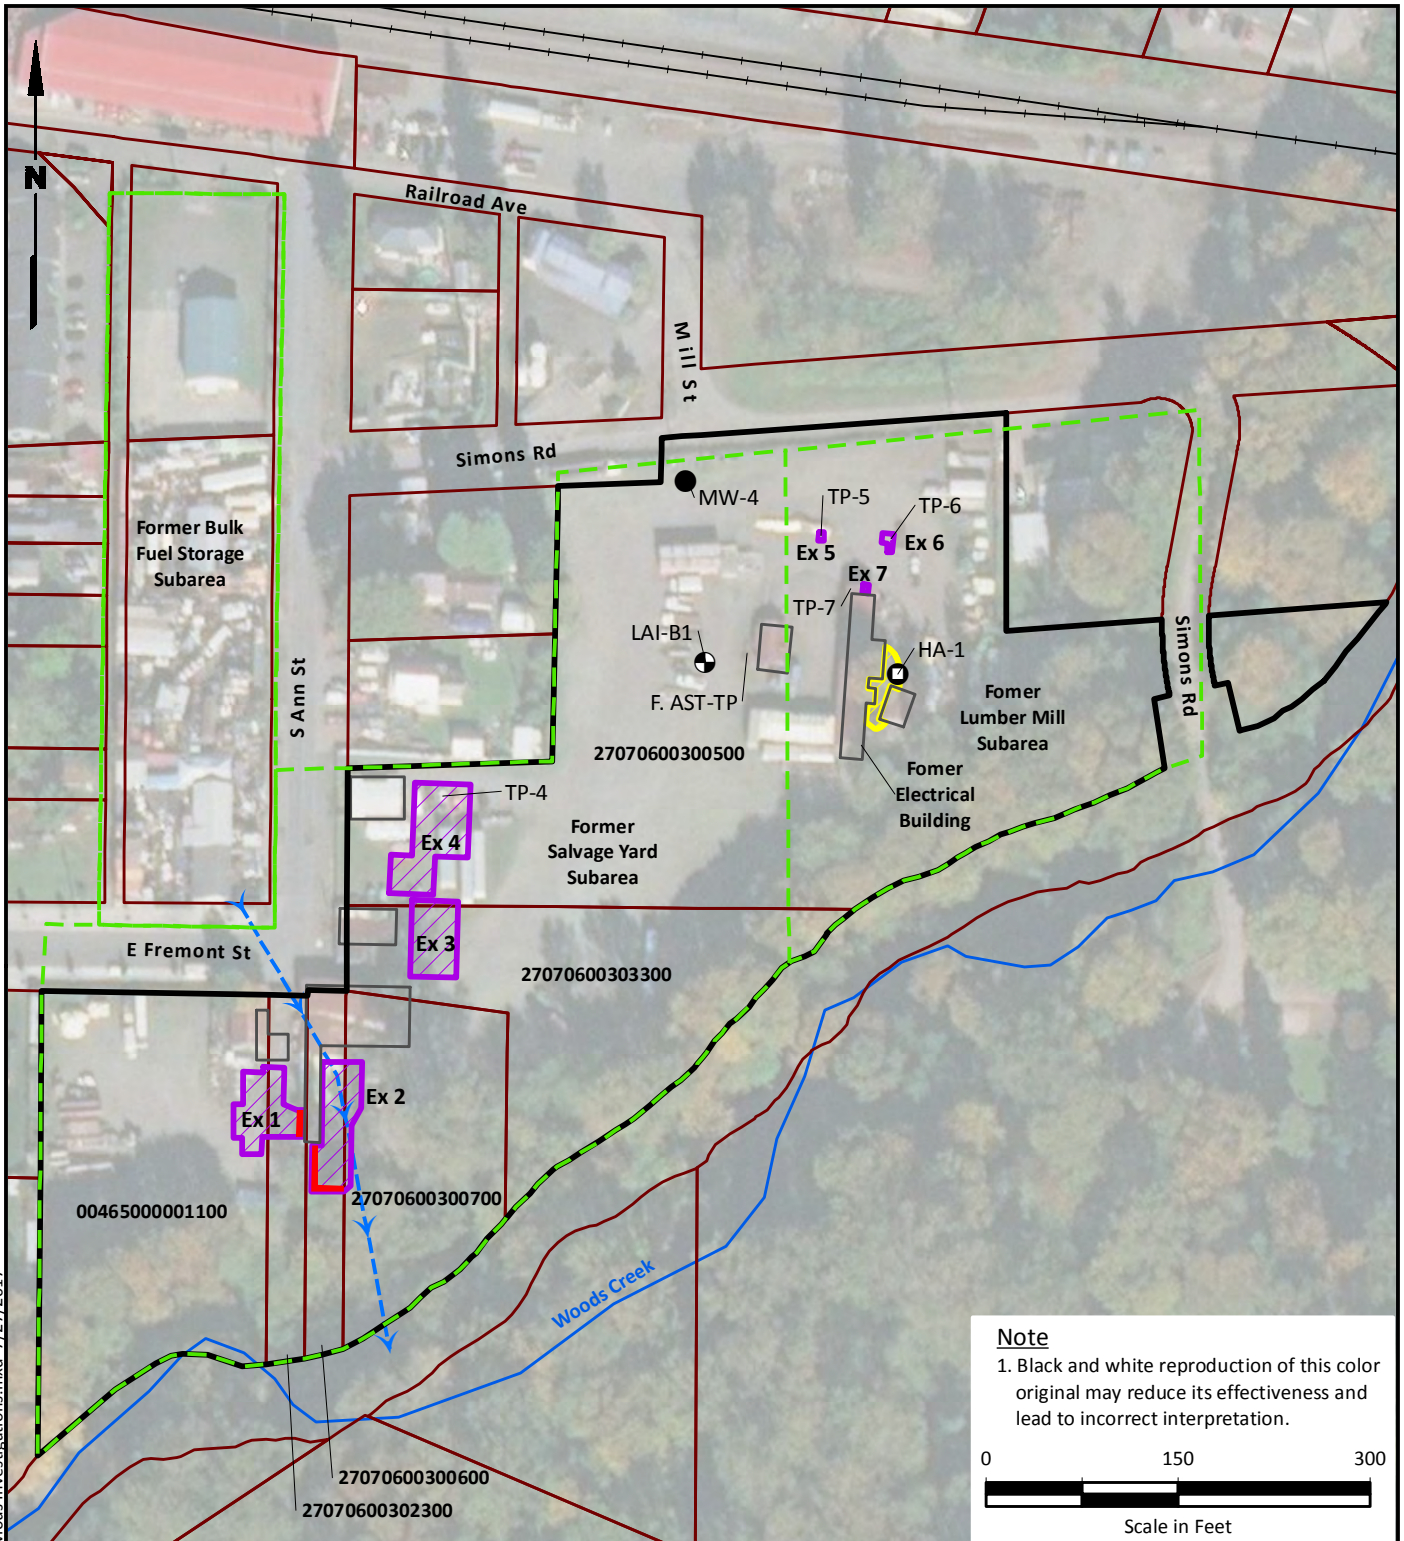 N
Railroad Ave
Mill St
Simons Rd
MW-4
TP-5
TP-6
Ex 5
Ex 6
Former Bulk
Fuel Storage
Subarea
Ex 7
TP-7
LAI-B1
HA-1
Simons Rd
S Ann St
F. AST-TP
Fomer
Lumber Mill
Subarea
27070600300500
Fomer
Electrical
Building
TP-4
Former
Salvage Yard
Subarea
Ex 4
Ex 3
E Fremont St
27070600303300
Ex 2
Ex 1
27070600300700
00465000001100
Woods Creek
27070600300600
27070600302300
Note
1. Black and white reproduction of this color
original may reduce its effectiveness and
lead to incorrect interpretation.
0 150 300
Scale in Feet